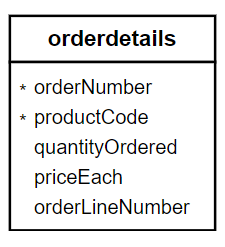 orderdetails
* orderNumber
* productCode
quantityOrdered
priceEach
orderLineNumber